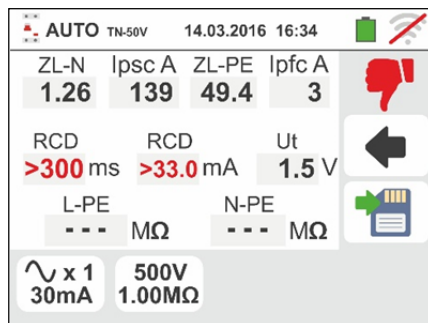 AUTO TN-50V 14.03.2016 16:34
ZL-N Ipsc A ZL-PE Ipfc A
1.26 139 49.4 3
RCD RCD Ut
>300 ms >33.0 mA 1.5 V
L-PE N-PE
- - - MΩ - - - MΩ
x 1 500V
30mA 1.00MΩ